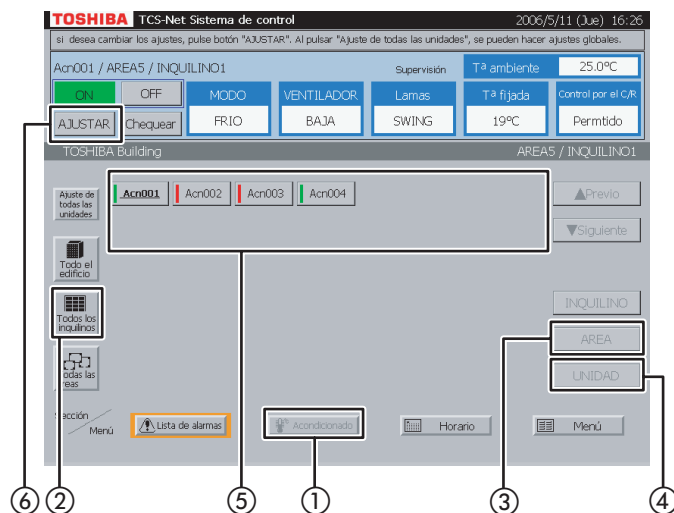 TOSHIBA TCS-Net Sistema de control 2006/5/11 (Jue) 16:26
si desea cambiar los ajustes, pulse botón "AJUSTAR". Al pulsar "Ajuste de todas las unidades", se pueden hacer ajustes globales.
Acn001 / AREA5 / INQUILINO1 Supervisión Tª ambiente 25.0ºC
ON OFF MODO VENTILADOR Lamas Tª fijada Control por el C/R
AJUSTAR Chequear FRIO BAJA SWING 19ºC Permtido
TOSHIBA Building AREA5 / INQUILINO1
Ajuste de
todas las
unidades
Acn001 Acn002 Acn003 Acn004
▲Previo
▼Siguiente
Todo el
edificio
Todos los
inquilinos
INQUILINO
AREA
UNIDAD
Todas las
áreas
Sección
Menú
Lista de alarmas Acondicionado Horario Menú
⑥ ② ⑤ ① ③ ④